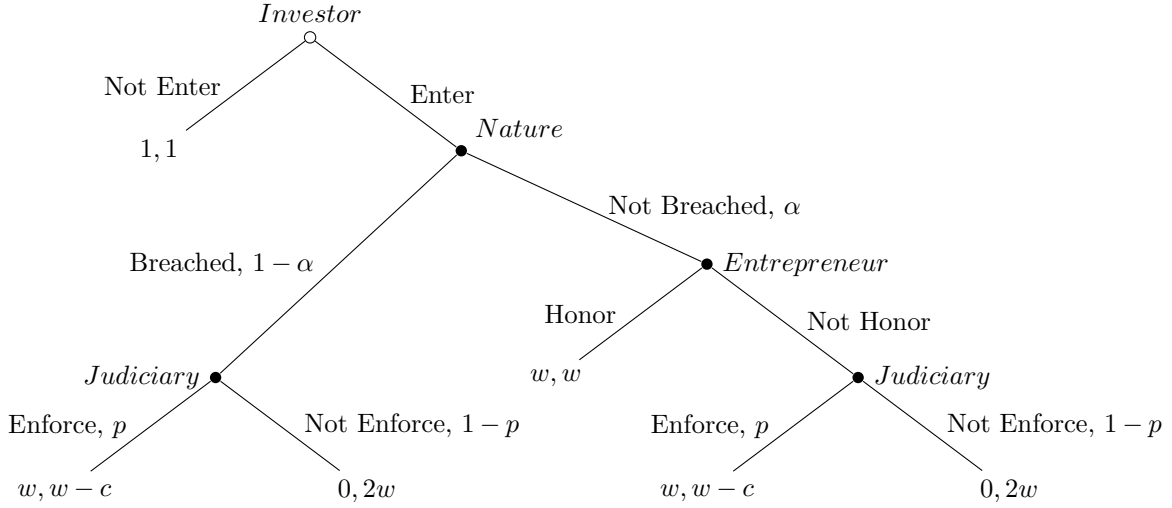 Investor
Not Enter
Enter
1, 1
Nature
Not Breached, α
Breached, 1 − α
Entrepreneur
Honor
Not Honor
w, w
Judiciary
Judiciary
Enforce, p
Not Enforce, 1 − p
Enforce, p
Not Enforce, 1 − p
w, w − c
0, 2w
w, w − c
0, 2w